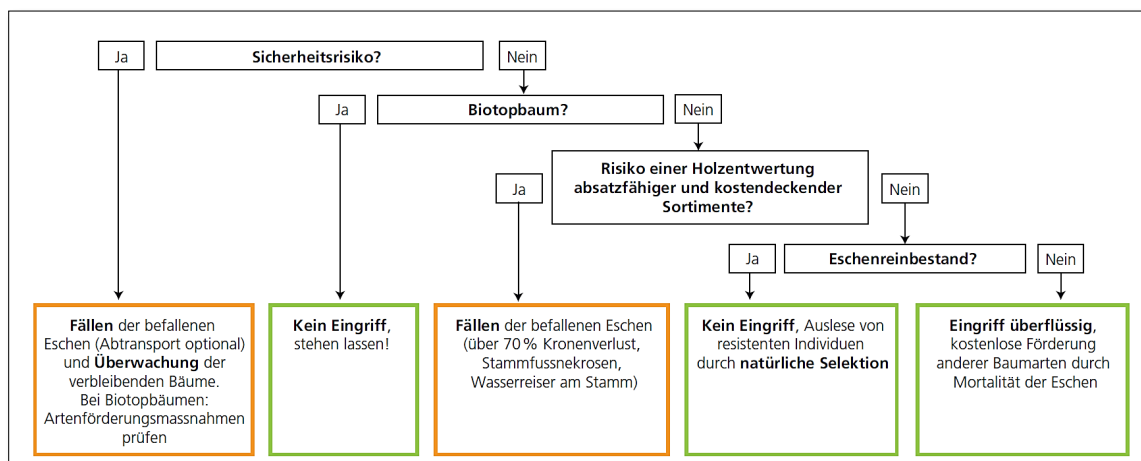 Ja
Sicherheitsrisiko?
Nein
Ja
Biotopbaum?
Nein
Ja
Risiko einer Holzentwertung
absatzfähiger und kostendeckender
Sortimente?
Nein
Ja
Eschenreinbestand?
Nein
Fällen der befallenen
Eschen (Abtransport optional)
und Überwachung der
verbleibenden Bäume.
Bei Biotopbäumen:
Artenförderungsmassnahmen
prüfen
Kein Eingriff,
stehen lassen!
Fällen der befallenen Eschen
(über 70 % Kronenverlust,
Stammfussnekrosen,
Wasserreiser am Stamm)
Kein Eingriff, Auslese von
resistenten Individuen
durch natürliche Selektion
Eingriff überflüssig,
kostenlose Förderung
anderer Baumarten durch
Mortalität der Eschen